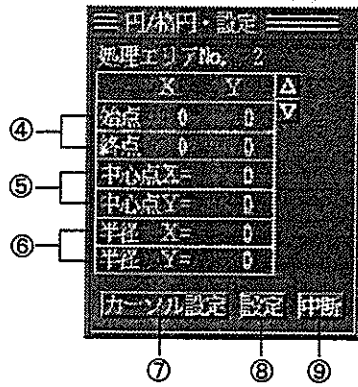 円/楕円・設定
処理エリアNo. 2
X Y △
始点 0 0 ▽
終点 0 0
中心点X= 0
中心点Y= 0
半径 X= 0
半径 Y= 0
カーソル設定 設定 中断
④
⑤
⑥
⑦ ⑧ ⑨